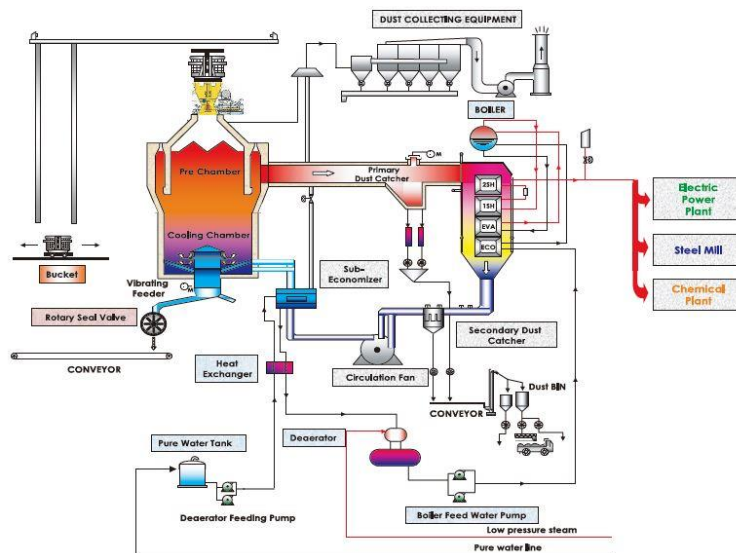 DUST COLLECTING EQUIPMENT
BOILER
Pre Chamber
Primary
Dust Catcher
2SH
1SH
EVA
ECO
Electric
Power
Plant
Steel Mill
Chemical
Plant
Cooling Chamber
Bucket
Vibrating
Feeder
M
M
Sub-
Economizer
Rotary Seal Valve
Secondary Dust
Catcher
CONVEYOR
Heat
Exchanger
Circulation Fan
Dust BIN
CONVEYOR
Pure Water Tank
Deaerator
Deaerator Feeding Pump
Boiler Feed Water Pump
Low pressure steam
Pure water line